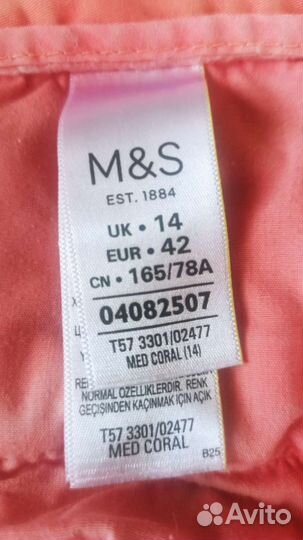 M&S
EST. 1884
UK • 14
EUR • 42
CN • 165/78A
04082507
T57 3301/02477
MED CORAL (14)
NORMAL ÖZELLİKLERDİR. RENK
GEÇİŞİNDEN KAÇINMAK İÇİN AÇIK
T57 3301/02477
MED CORAL
B25
Avito